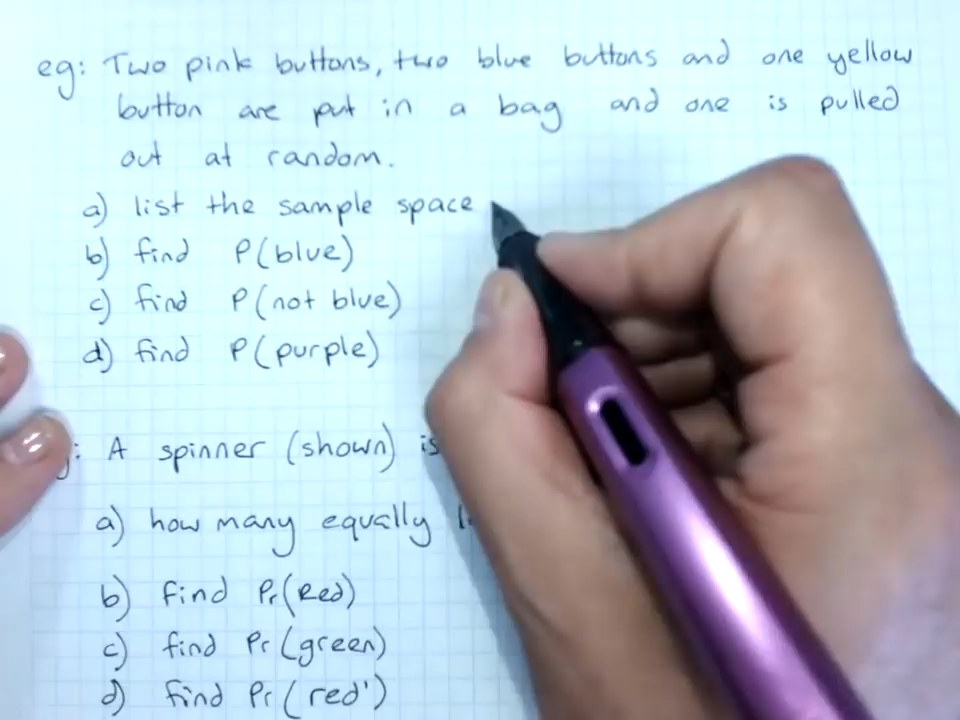 eg: Two pink buttons, two blue buttons and one yellow
button are put in a bag and one is pulled
out at random.
a) list the sample space
b) find P(blue)
c) find P(not blue)
d) find P(purple)
: A spinner (shown) is
a) how many equally
b) find Pr(Red)
c) find Pr(green)
d) find Pr(red')